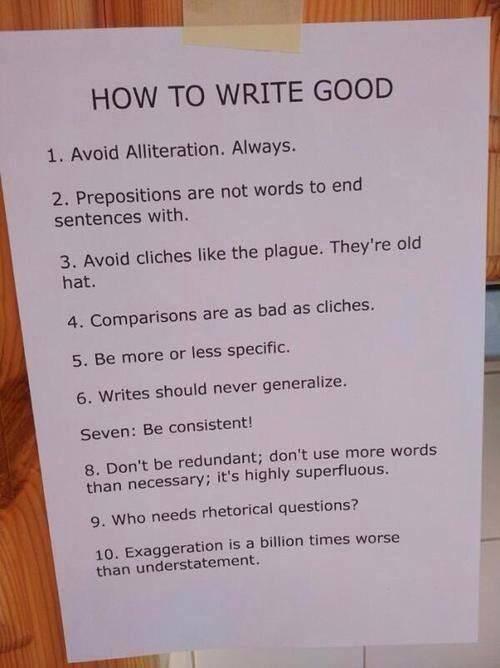 HOW TO WRITE GOOD
1. Avoid Alliteration. Always.
2. Prepositions are not words to end
sentences with.
3. Avoid cliches like the plague. They're old
hat.
4. Comparisons are as bad as cliches.
5. Be more or less specific.
6. Writes should never generalize.
Seven: Be consistent!
8. Don't be redundant; don't use more words
than necessary; it's highly superfluous.
9. Who needs rhetorical questions?
10. Exaggeration is a billion times worse
than understatement.